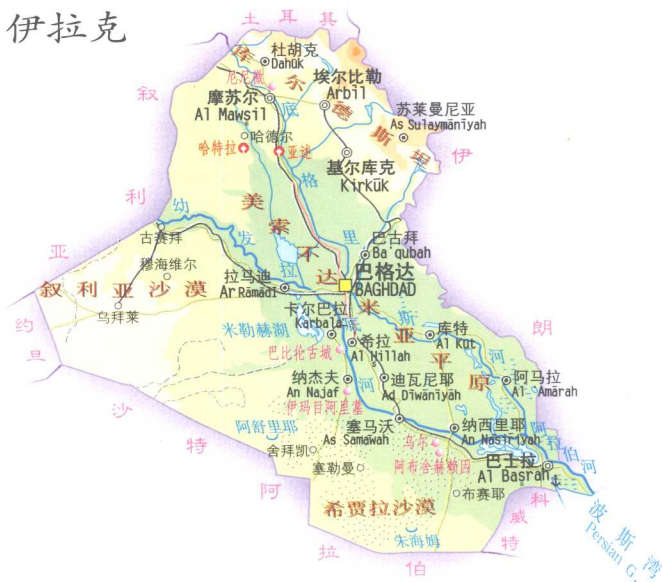 伊拉克
土耳其
叙利亚
约旦
沙特阿拉伯
科威特
伊朗
库尔德斯坦
杜胡克
Dahūk
尼尼微
埃尔比勒
Arbīl
摩苏尔
Al Mawşil
苏莱曼尼亚
As Sulaymānīyah
哈德尔
哈特拉
亚述
基尔库克
Kirkūk
底格里斯河
幼发拉底河
美索不达米亚平原
古赛拜
穆海维尔
叙利亚沙漠
乌拜莱
巴古拜
Ba'qubah
拉马迪
Ar Ramādī
巴格达
BAGHDAD
卡尔巴拉
Karbalā'
米勒赫湖
巴比伦古城
希拉
Al Hillah
库特
Al Kūt
纳杰夫
An Najaf
伊玛目阿里墓
迪瓦尼耶
Ad Dīwānīyah
阿马拉
Al 'Amārah
阿舒里耶
塞马沃
As Samāwah
纳西里耶
An Nāşirīyah
乌尔
舍拜凯
塞勒曼
阿拉伯河
巴士拉
Al Başrah
布赛耶
希贾拉沙漠
朱海姆
波斯湾
Persian G.